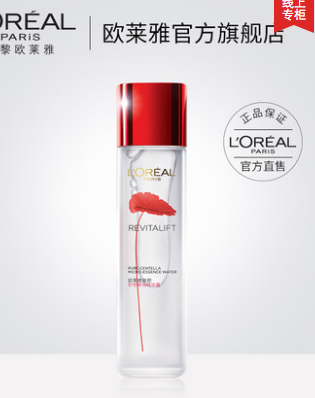 L'ORÉAL
PARIS
黎欧莱雅
欧莱雅官方旗舰店
线上
专柜
正品保证
L'ORÉAL
PARIS
官方直售
L'ORÉAL
PARIS
REVITALIFT
PURE CENTELLA
MICRO-ESSENCE WATER